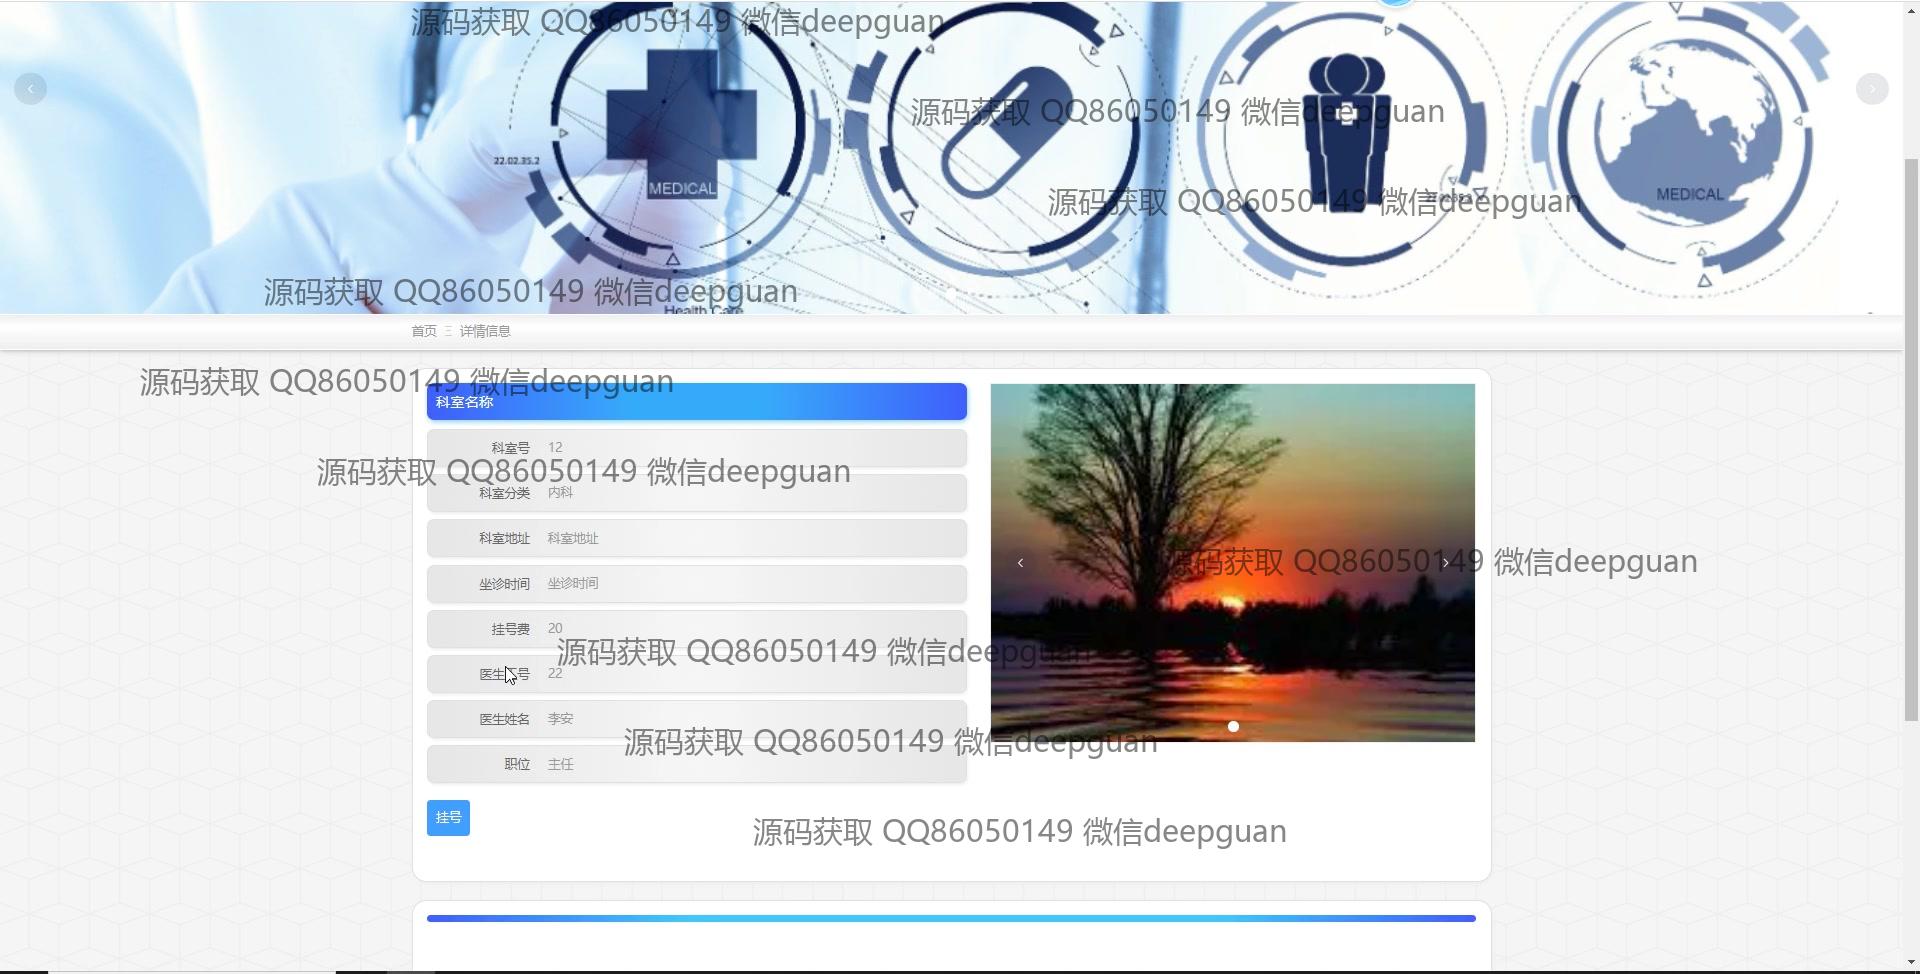 源码获取 QQ86050149 微信deepguan
源码获取 QQ86050149 微信deepguan
22.02.35.2
MEDICAL
MEDICAL
源码获取 QQ86050149 微信deepguan
源码获取 QQ86050149 微信deepguan
Health Care
首页 详情信息
源码获取 QQ86050149 微信deepguan
科室名称
科室号 12
源码获取 QQ86050149 微信deepguan
科室分类 内科
科室地址 科室地址
源码获取 QQ86050149 微信deepguan
坐诊时间 坐诊时间
挂号费 20
源码获取 QQ86050149 微信deepguan
医生工号 22
医生姓名 李安
源码获取 QQ86050149 微信deepguan
职位 主任
挂号
源码获取 QQ86050149 微信deepguan